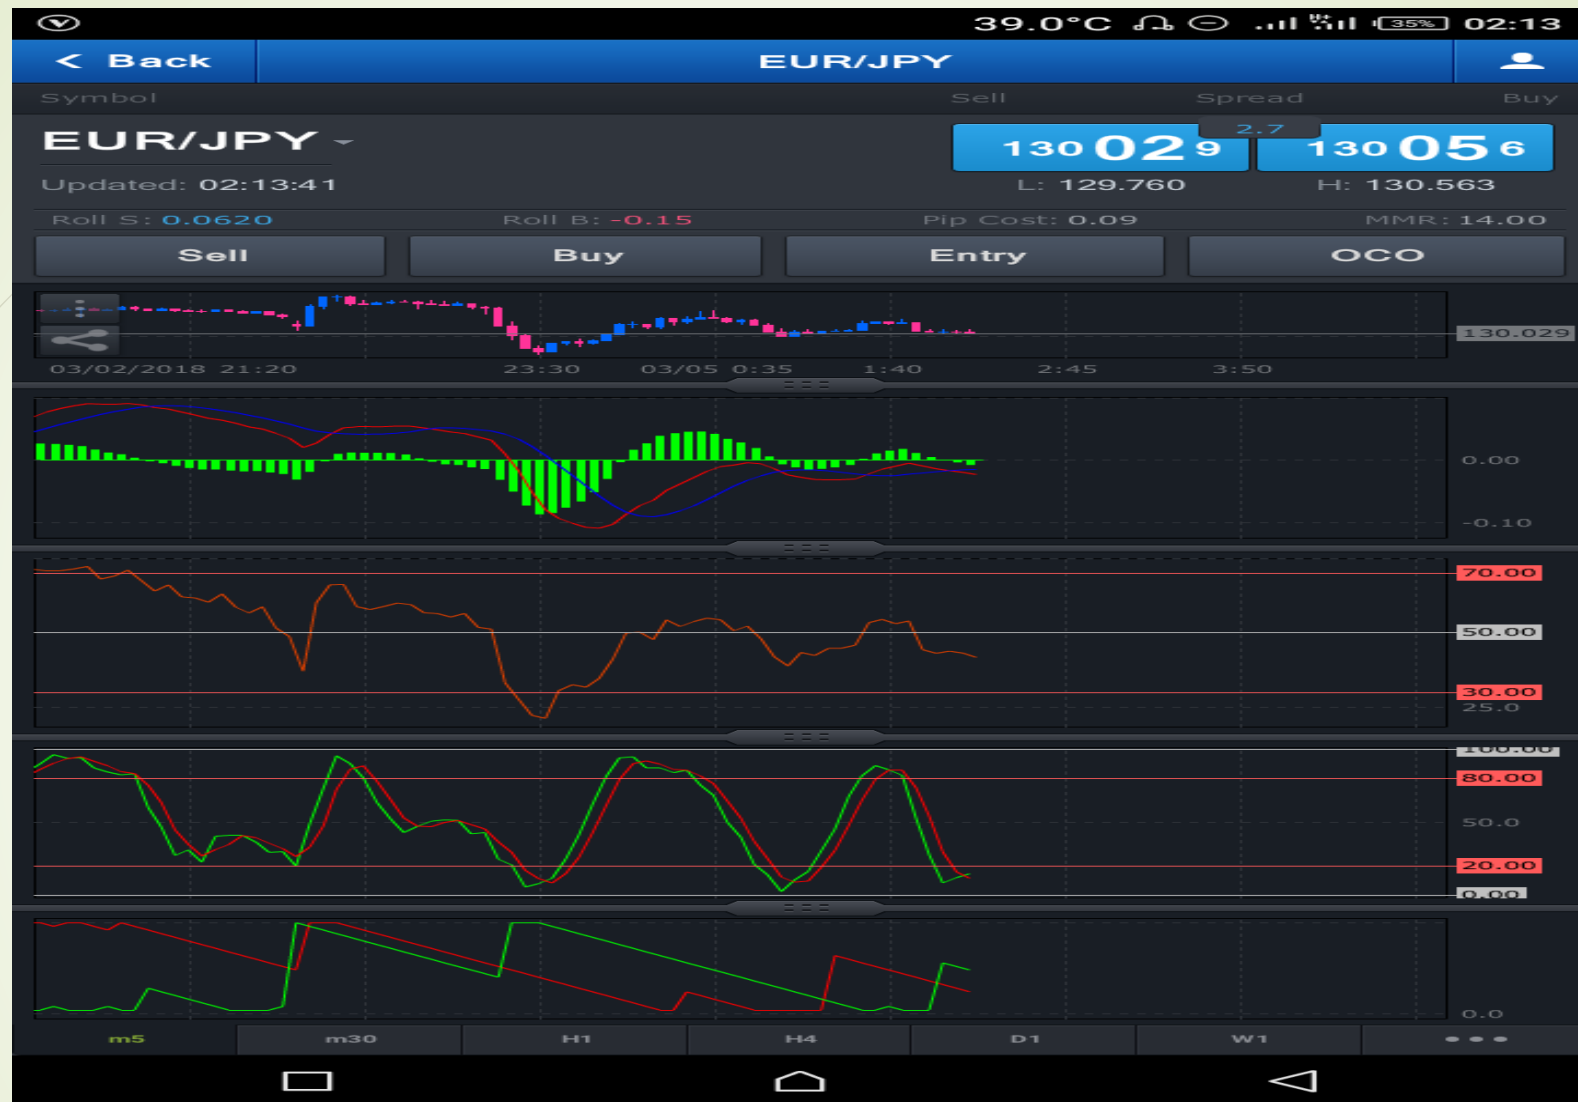 39.0°C 35% 02:13
< Back EUR/JPY
Symbol Sell Spread Buy
EUR/JPY 130 02 9 2.7 130 05 6
Updated: 02:13:41 L: 129.760 H: 130.563
Roll S: 0.0620 Roll B: -0.15 Pip Cost: 0.09 MMR: 14.00
Sell Buy Entry OCO
130.029
03/02/2018 21:20 23:30 03/05 0:35 1:40 2:45 3:50
0.00
-0.10
70.00
50.00
30.00
25.0
100.00
80.00
50.0
20.00
0.00
0.0
m5 m30 H1 H4 D1 W1